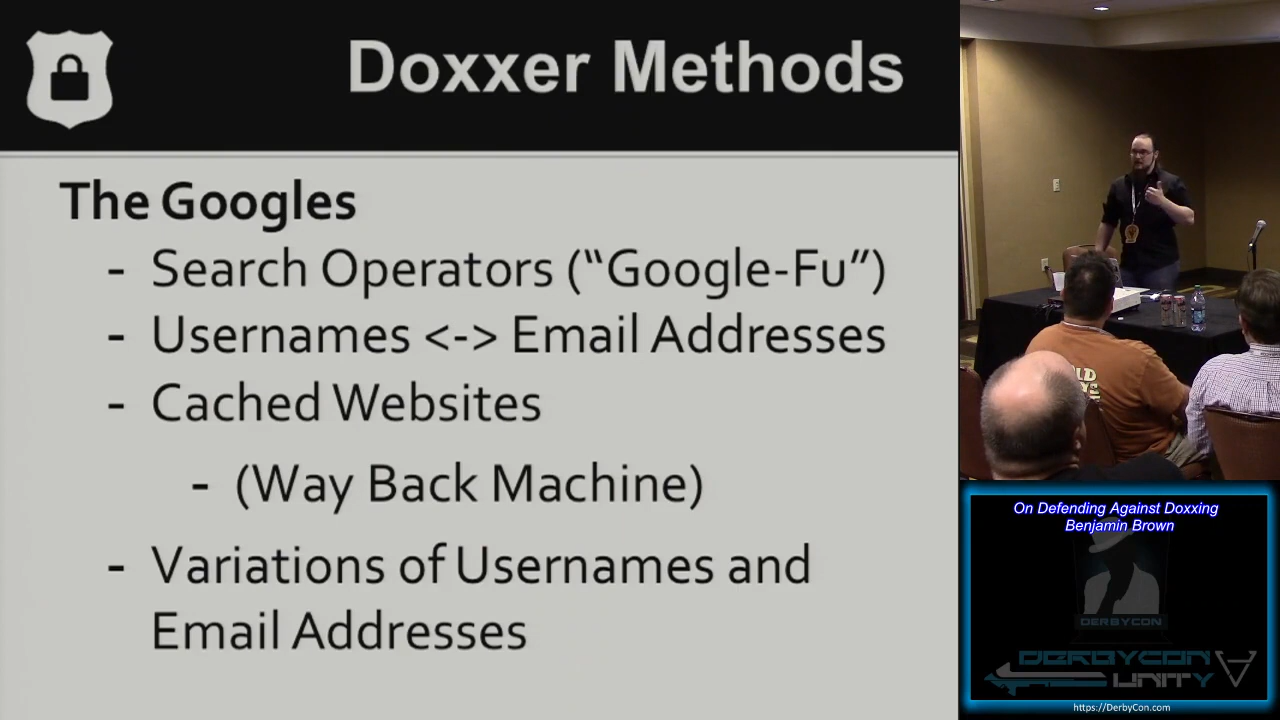 Doxxer Methods
The Googles
- Search Operators (“Google-Fu”)
- Usernames <-> Email Addresses
- Cached Websites
- (Way Back Machine)
- Variations of Usernames and
Email Addresses
On Defending Against Doxxing
Benjamin Brown
DERBYCON
DERBYCON
UNITY
https://DerbyCon.com